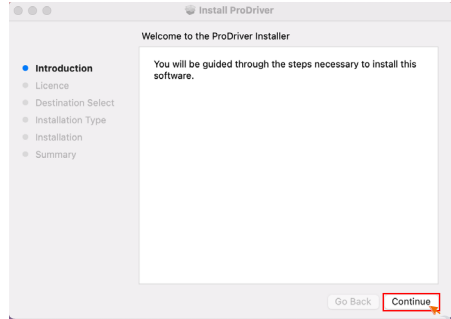 Install ProDriver
Welcome to the ProDriver Installer
Introduction
Licence
Destination Select
Installation Type
Installation
Summary
You will be guided through the steps necessary to install this
software.
Go Back
Continue